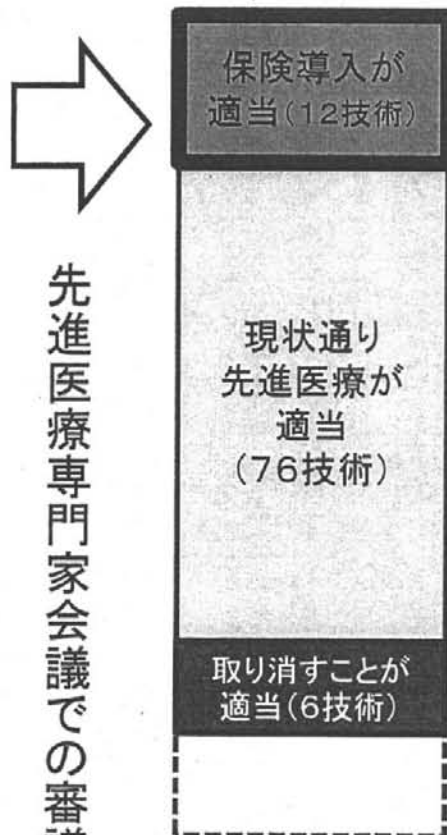 保険導入が
適当(12技術)
先進医療専門家会議での審議
現状通り
先進医療が
適当
(76技術)
取り消すことが
適当(6技術)